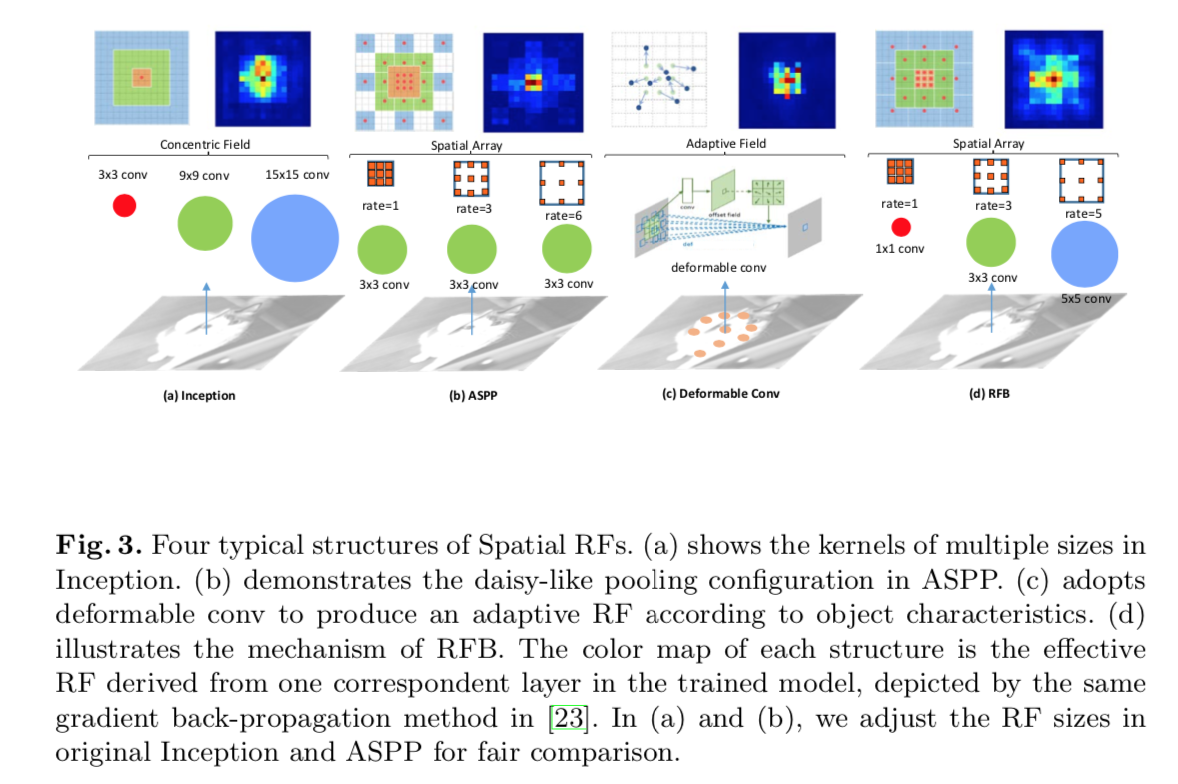 Concentric Field
Spatial Array
Adaptive Field
Spatial Array
3x3 conv
9x9 conv
15x15 conv
rate=1
rate=3
rate=6
3x3 conv
3x3 conv
3x3 conv
conv
offset field
def
deformable conv
rate=1
rate=3
rate=5
1x1 conv
3x3 conv
5x5 conv
(a) Inception
(b) ASPP
(c) Deformable Conv
(d) RFB
Fig. 3. Four typical structures of Spatial RFs. (a) shows the kernels of multiple sizes in
Inception. (b) demonstrates the daisy-like pooling configuration in ASPP. (c) adopts
deformable conv to produce an adaptive RF according to object characteristics. (d)
illustrates the mechanism of RFB. The color map of each structure is the effective
RF derived from one correspondent layer in the trained model, depicted by the same
gradient back-propagation method in [23]. In (a) and (b), we adjust the RF sizes in
original Inception and ASPP for fair comparison.